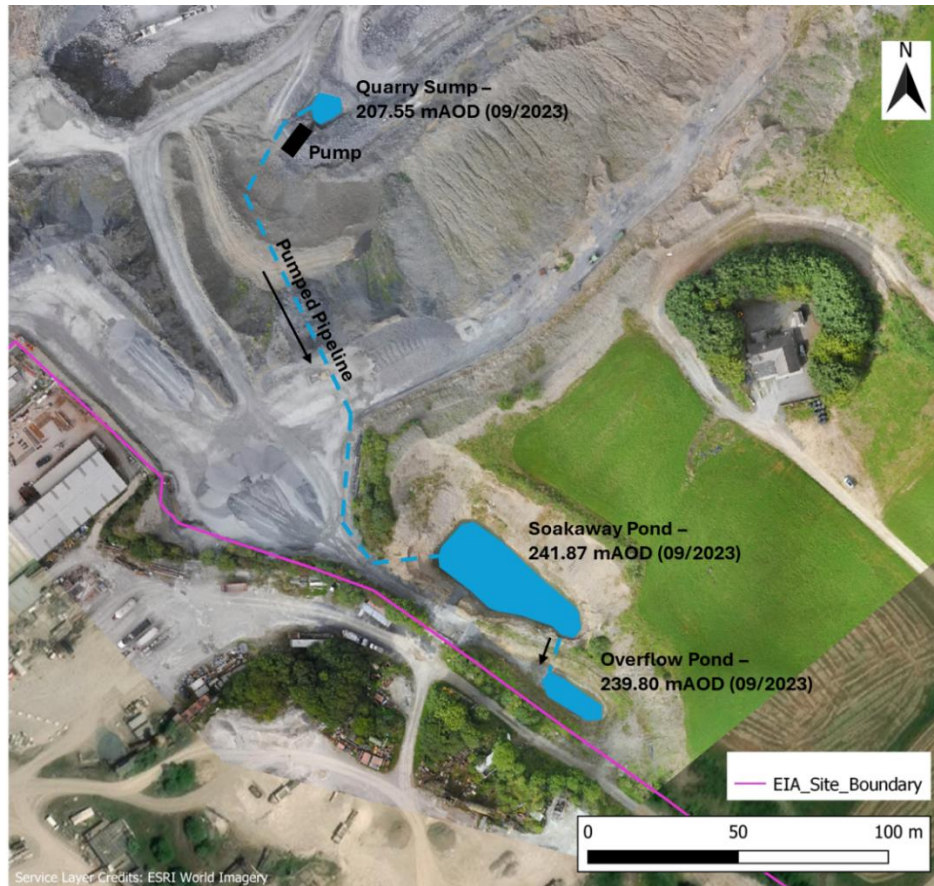 N
Quarry Sump –
207.55 mAOD (09/2023)
Pump
Pumped Pipeline
Soakaway Pond –
241.87 mAOD (09/2023)
Overflow Pond –
239.80 mAOD (09/2023)
EIA_Site_Boundary
0 50 100 m
Service Layer Credits: ESRI World Imagery